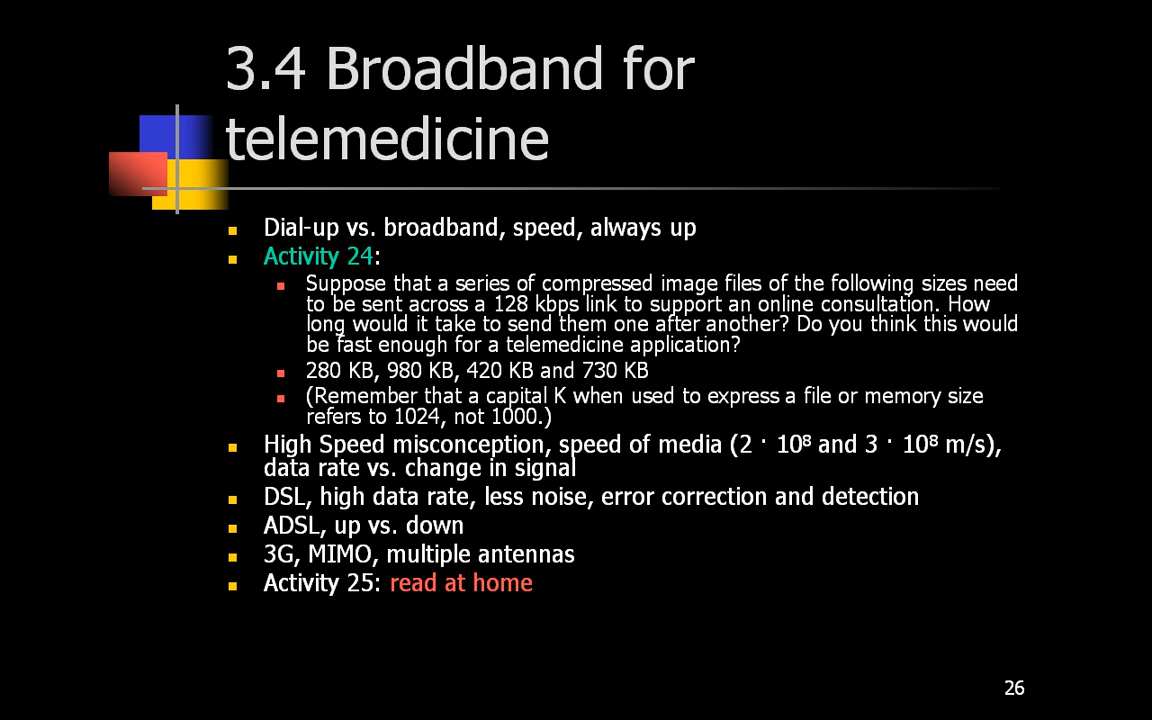 3.4 Broadband for
telemedicine
Dial-up vs. broadband, speed, always up
Activity 24:
Suppose that a series of compressed image files of the following sizes need
to be sent across a 128 kbps link to support an online consultation. How
long would it take to send them one after another? Do you think this would
be fast enough for a telemedicine application?
280 KB, 980 KB, 420 KB and 730 KB
(Remember that a capital K when used to express a file or memory size
refers to 1024, not 1000.)
High Speed misconception, speed of media (2 · 10⁸ and 3 · 10⁸ m/s),
data rate vs. change in signal
DSL, high data rate, less noise, error correction and detection
ADSL, up vs. down
3G, MIMO, multiple antennas
Activity 25: read at home
26